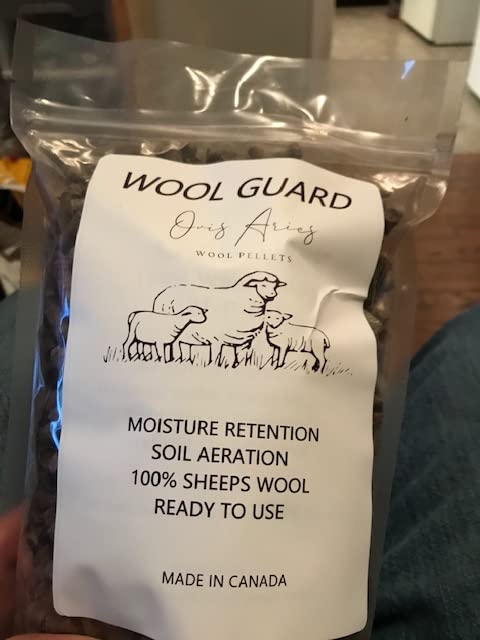 WOOL GUARD
Ovis Aries
WOOL PELLETS
MOISTURE RETENTION
SOIL AERATION
100% SHEEPS WOOL
READY TO USE
MADE IN CANADA